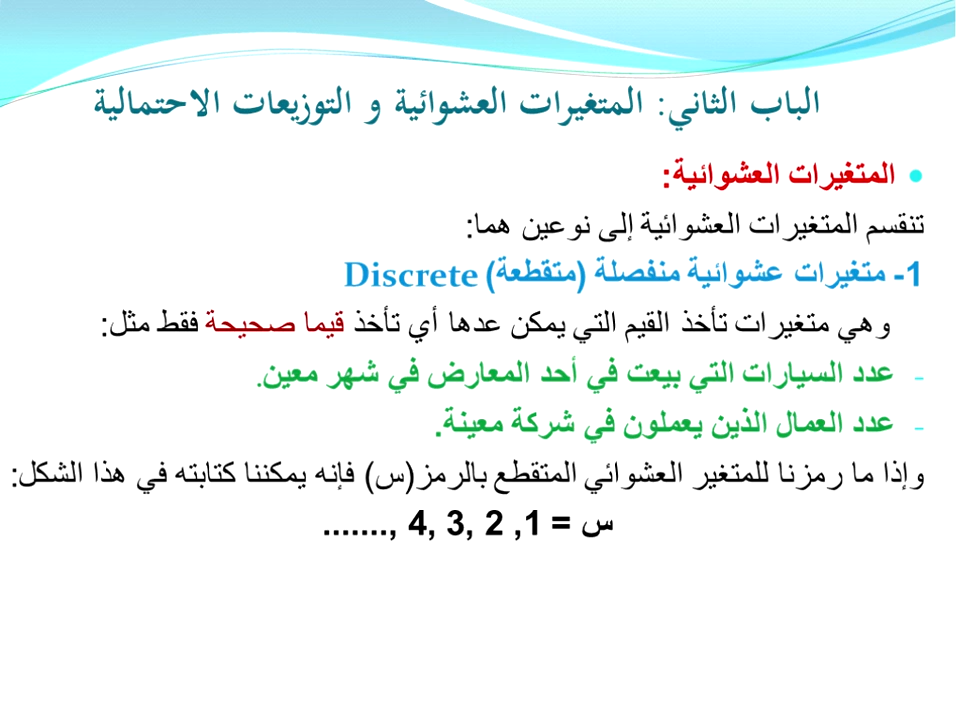 الباب الثاني: المتغيرات العشوائية و التوزيعات الاحتمالية
• المتغيرات العشوائية:
تنقسم المتغيرات العشوائية إلى نوعين هما:
1- متغيرات عشوائية منفصلة (متقطعة) Discrete
وهي متغيرات تأخذ القيم التي يمكن عدها أي تأخذ قيما صحيحة فقط مثل:
- عدد السيارات التي بيعت في أحد المعارض في شهر معين.
- عدد العمال الذين يعملون في شركة معينة.
وإذا ما رمزنا للمتغير العشوائي المتقطع بالرمز(س) فإنه يمكننا كتابته في هذا الشكل:
س = 1, 2 ,3 ,4 ,.......